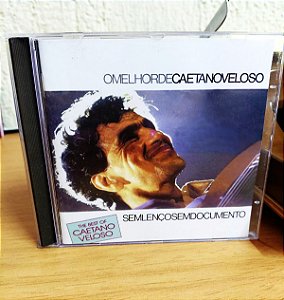 OMELHORDECAETANOVELOSO
SEMLENÇOSEMDOCUMENTO
THE BEST OF
CAETANO
VELOSO